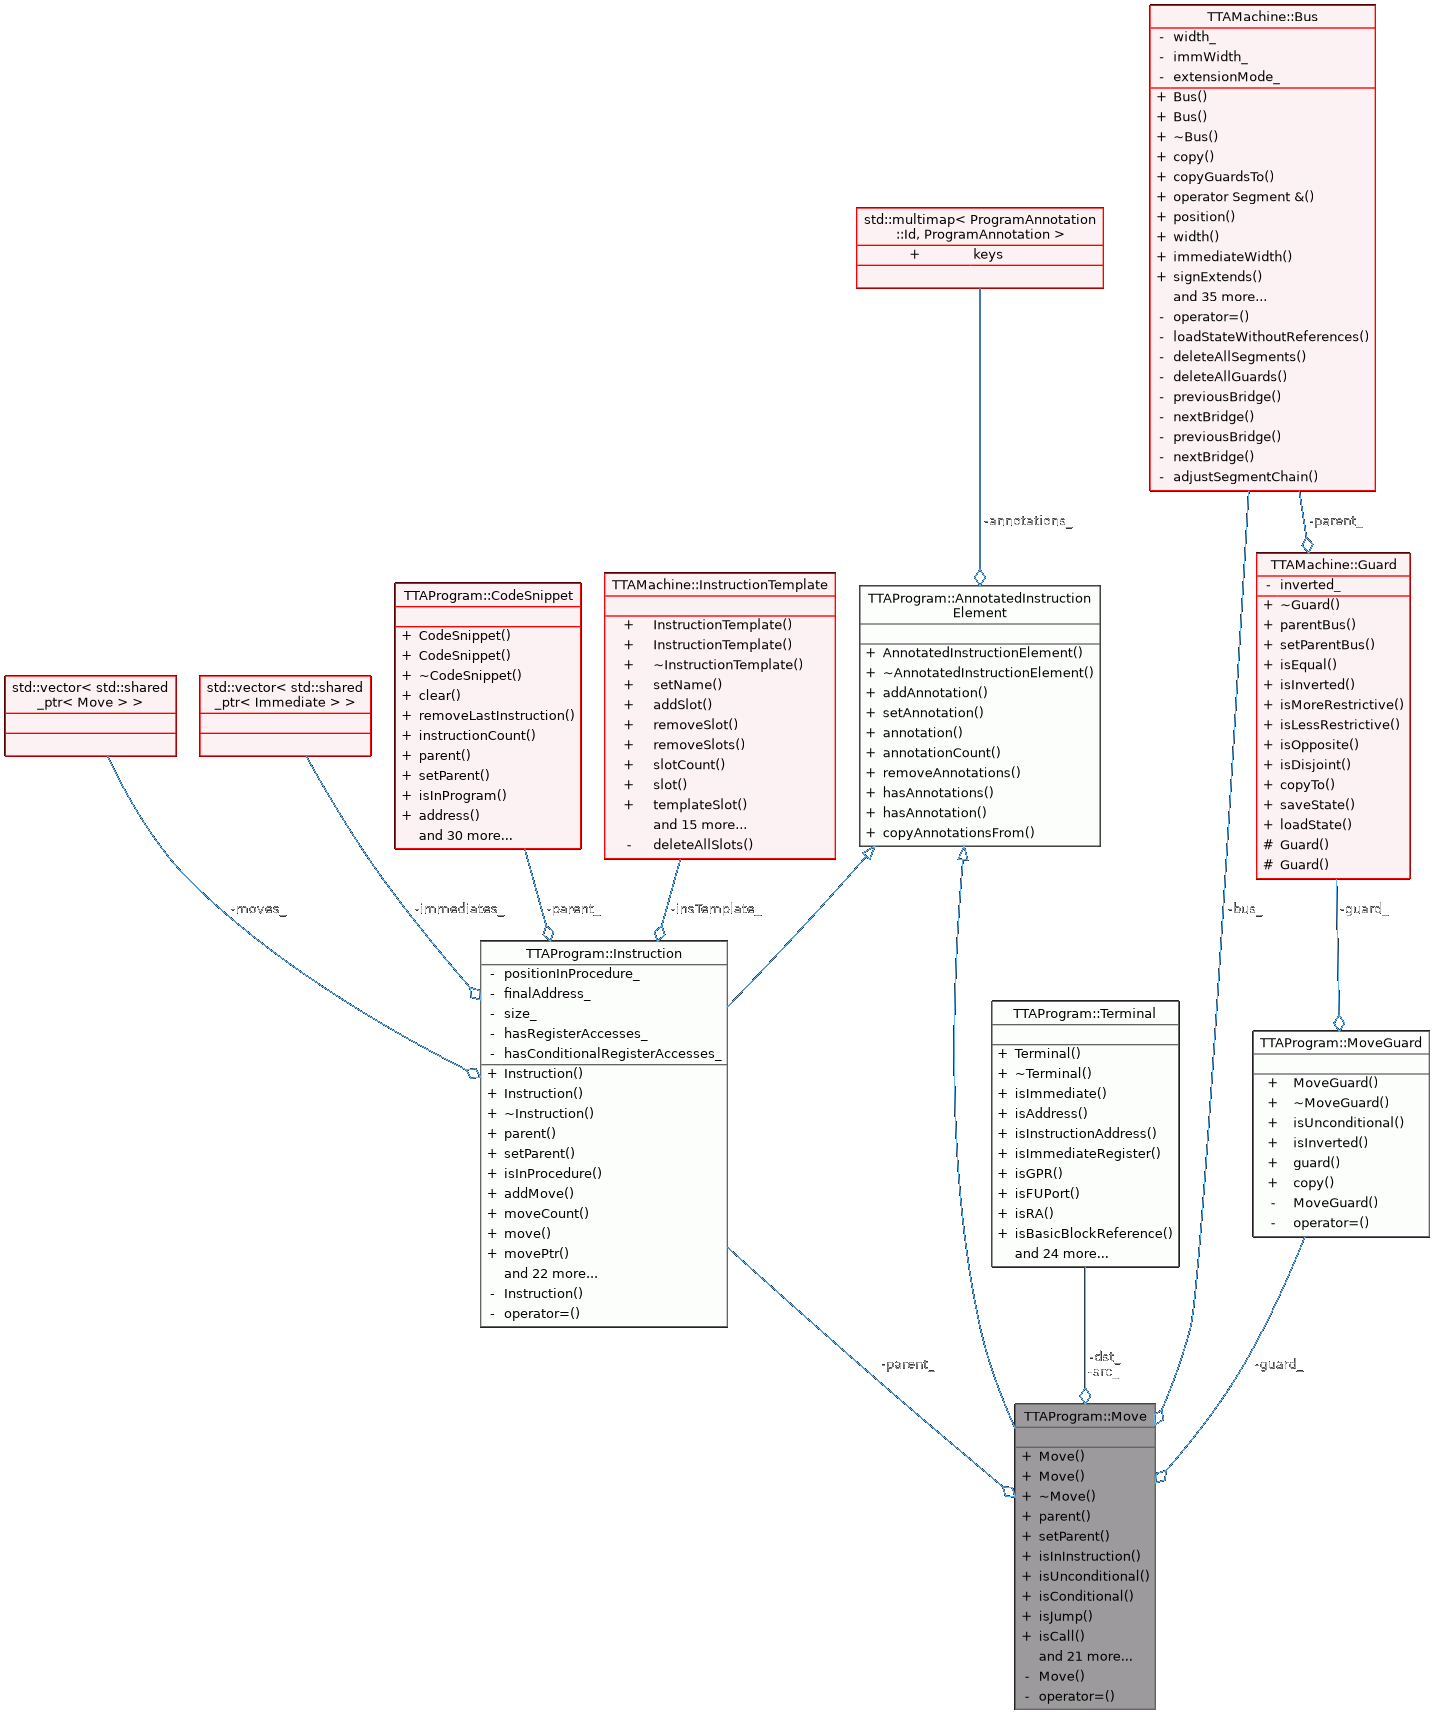 TTAMachine::Bus
- width_
- immWidth_
- extensionMode_
+ Bus()
+ Bus()
+ ~Bus()
+ copy()
+ copyGuardsTo()
+ operator Segment &()
+ position()
+ width()
+ immediateWidth()
+ signExtends()
and 35 more...
- operator=()
- loadStateWithoutReferences()
- deleteAllSegments()
- deleteAllGuards()
- previousBridge()
- nextBridge()
- previousBridge()
- nextBridge()
- adjustSegmentChain()
std::multimap< ProgramAnnotation
::Id, ProgramAnnotation >
+ keys
-annotations_
-parent_
TTAMachine::Guard
- inverted_
+ ~Guard()
+ parentBus()
+ setParentBus()
+ isEqual()
+ isInverted()
+ isMoreRestrictive()
+ isLessRestrictive()
+ isOpposite()
+ isDisjoint()
+ copyTo()
+ saveState()
+ loadState()
# Guard()
# Guard()
TTAProgram::CodeSnippet
+ CodeSnippet()
+ CodeSnippet()
+ ~CodeSnippet()
+ clear()
+ removeLastInstruction()
+ instructionCount()
+ parent()
+ setParent()
+ isInProgram()
+ address()
and 30 more...
TTAMachine::InstructionTemplate
+ InstructionTemplate()
+ InstructionTemplate()
+ ~InstructionTemplate()
+ setName()
+ addSlot()
+ removeSlot()
+ removeSlots()
+ slotCount()
+ slot()
+ templateSlot()
and 15 more...
- deleteAllSlots()
TTAProgram::AnnotatedInstruction
Element
+ AnnotatedInstructionElement()
+ ~AnnotatedInstructionElement()
+ addAnnotation()
+ setAnnotation()
+ annotation()
+ annotationCount()
+ removeAnnotations()
+ hasAnnotations()
+ hasAnnotation()
+ copyAnnotationsFrom()
std::vector< std::shared
_ptr< Move > >
std::vector< std::shared
_ptr< Immediate > >
-moves_
-immediates_
-parent_
-insTemplate_
-bus_
-guard_
TTAProgram::Instruction
- positionInProcedure_
- finalAddress_
- size_
- hasRegisterAccesses_
- hasConditionalRegisterAccesses_
+ Instruction()
+ Instruction()
+ ~Instruction()
+ parent()
+ setParent()
+ isInProcedure()
+ addMove()
+ moveCount()
+ move()
+ movePtr()
and 22 more...
- Instruction()
- operator=()
TTAProgram::Terminal
+ Terminal()
+ ~Terminal()
+ isImmediate()
+ isAddress()
+ isInstructionAddress()
+ isImmediateRegister()
+ isGPR()
+ isFUPort()
+ isRA()
+ isBasicBlockReference()
and 24 more...
TTAProgram::MoveGuard
+ MoveGuard()
+ ~MoveGuard()
+ isUnconditional()
+ isInverted()
+ guard()
+ copy()
- MoveGuard()
- operator=()
-parent_
-dst_
-src_
-guard_
TTAProgram::Move
+ Move()
+ Move()
+ ~Move()
+ parent()
+ setParent()
+ isInInstruction()
+ isUnconditional()
+ isConditional()
+ isJump()
+ isCall()
and 21 more...
- Move()
- operator=()